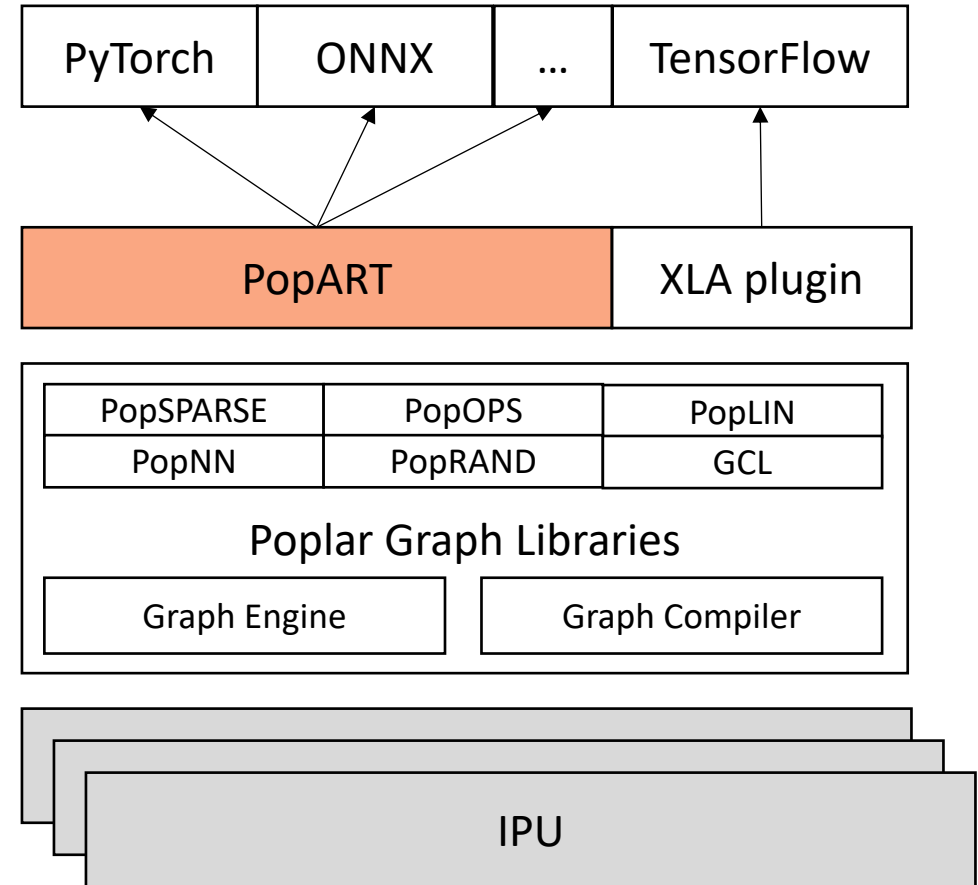 PyTorch ONNX ... TensorFlow
PopART XLA plugin
PopSPARSE PopOPS PopLIN
PopNN PopRAND GCL
Poplar Graph Libraries
Graph Engine Graph Compiler
IPU